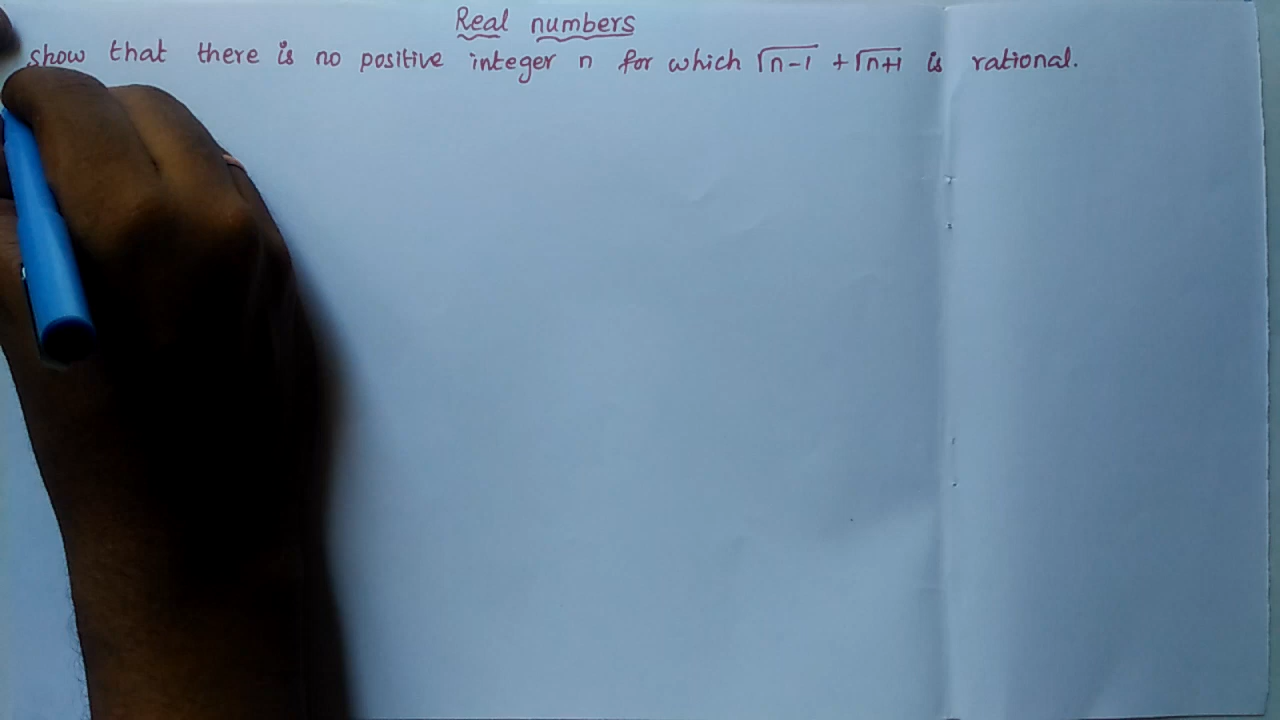 Real numbers
show that there is no positive integer n for which √n-1 + √n+1 is rational.